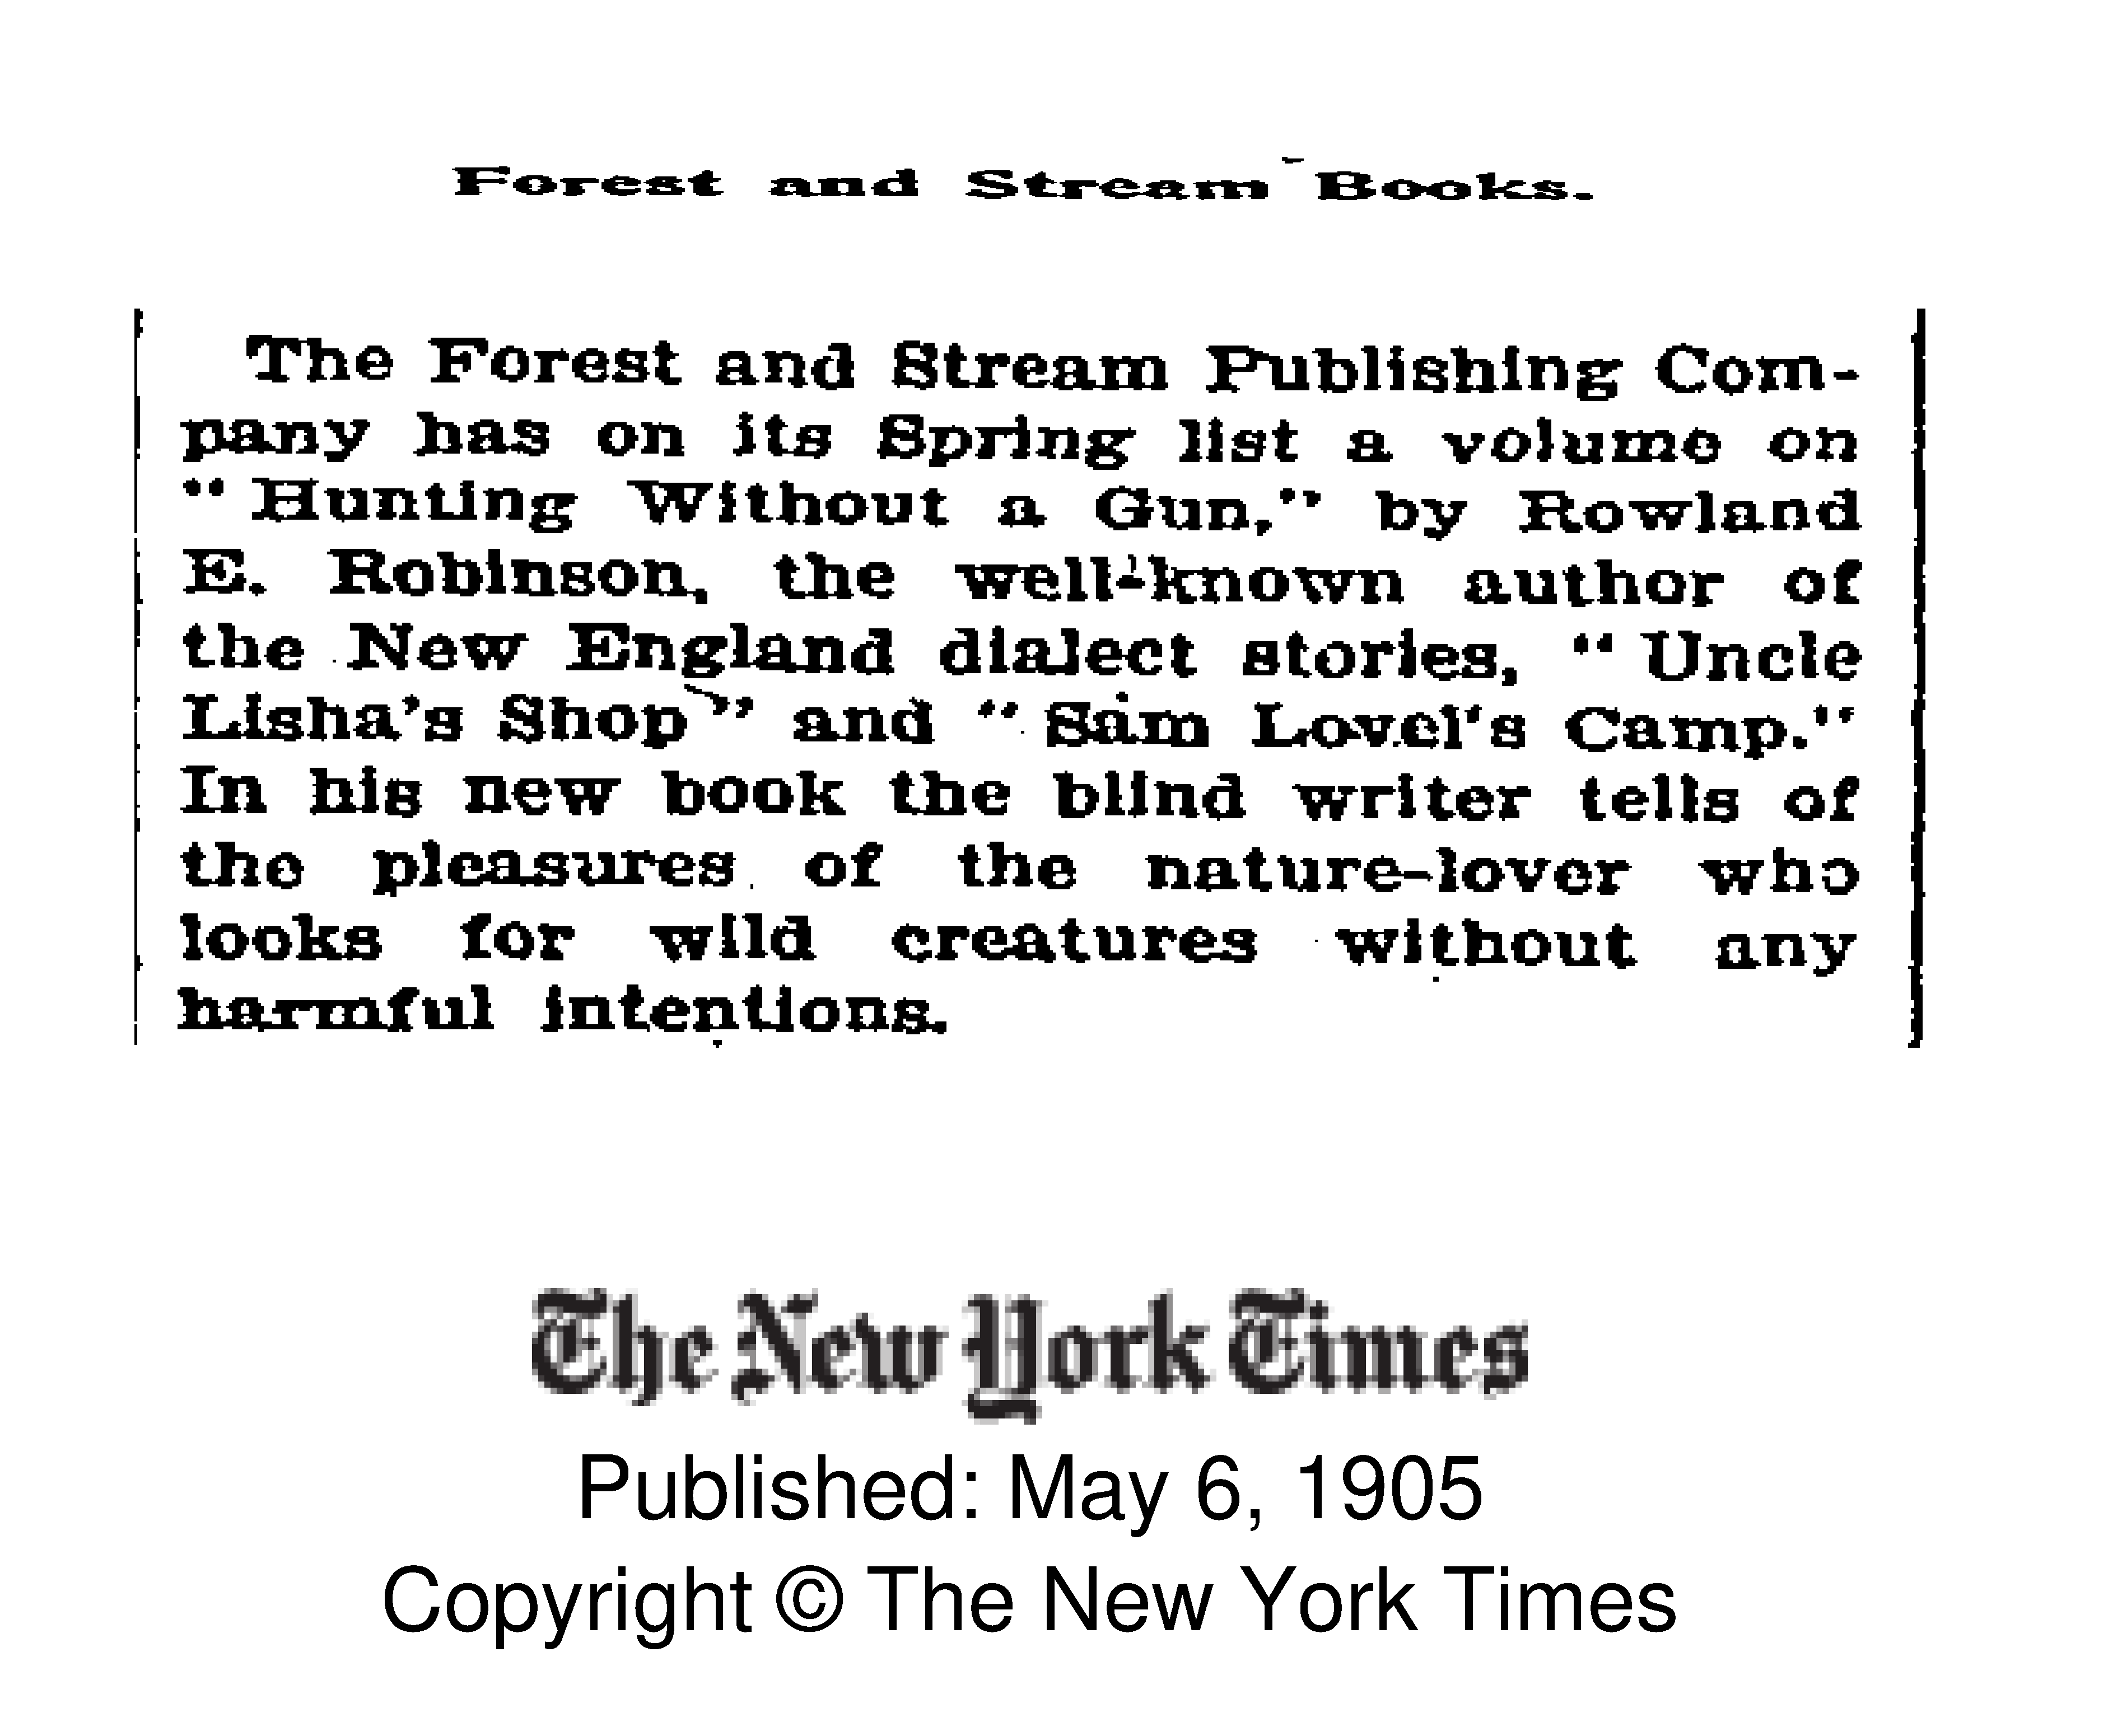 Forest and Stream Books.
The Forest and Stream Publishing Com-
pany has on its Spring list a volume on
" Hunting Without a Gun," by Rowland
E. Robinson, the well-known author of
the New England dialect stories, " Uncle
Lisha's Shop " and " Sam Lovel's Camp."
In his new book the blind writer tells of
the pleasures of the nature-lover who
looks for wild creatures without any
harmful intentions.
The New York Times
Published: May 6, 1905
Copyright © The New York Times